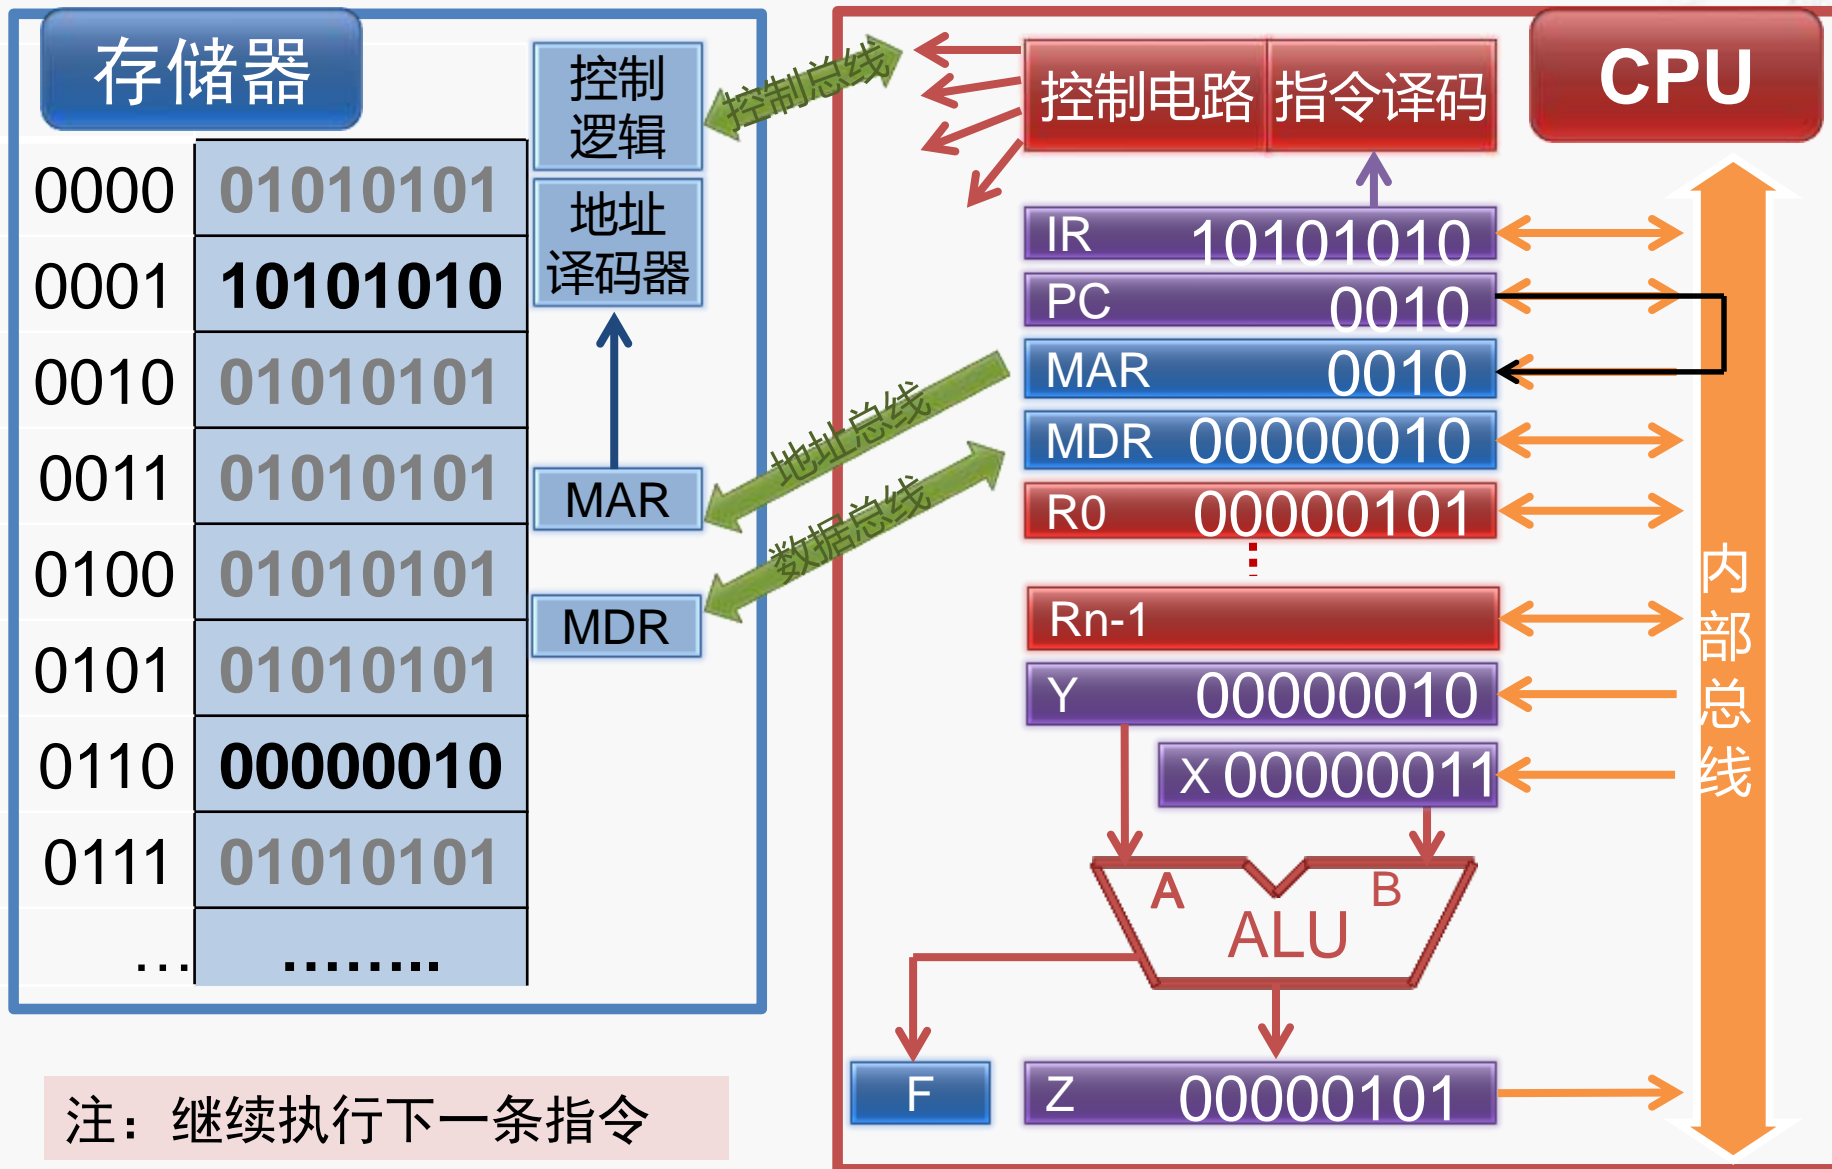 存储器
控制
逻辑
地址
译码器
MAR
MDR
0000 01010101
0001 10101010
0010 01010101
0011 01010101
0100 01010101
0101 01010101
0110 00000010
0111 01010101
... ........
控制总线
地址总线
数据总线
CPU
控制电路 指令译码
IR 10101010
PC 0010
MAR 0010
MDR 00000010
R0 00000101
Rn-1
Y 00000010
X 00000011
A B
ALU
F
Z 00000101
内
部
总
线
注：继续执行下一条指令